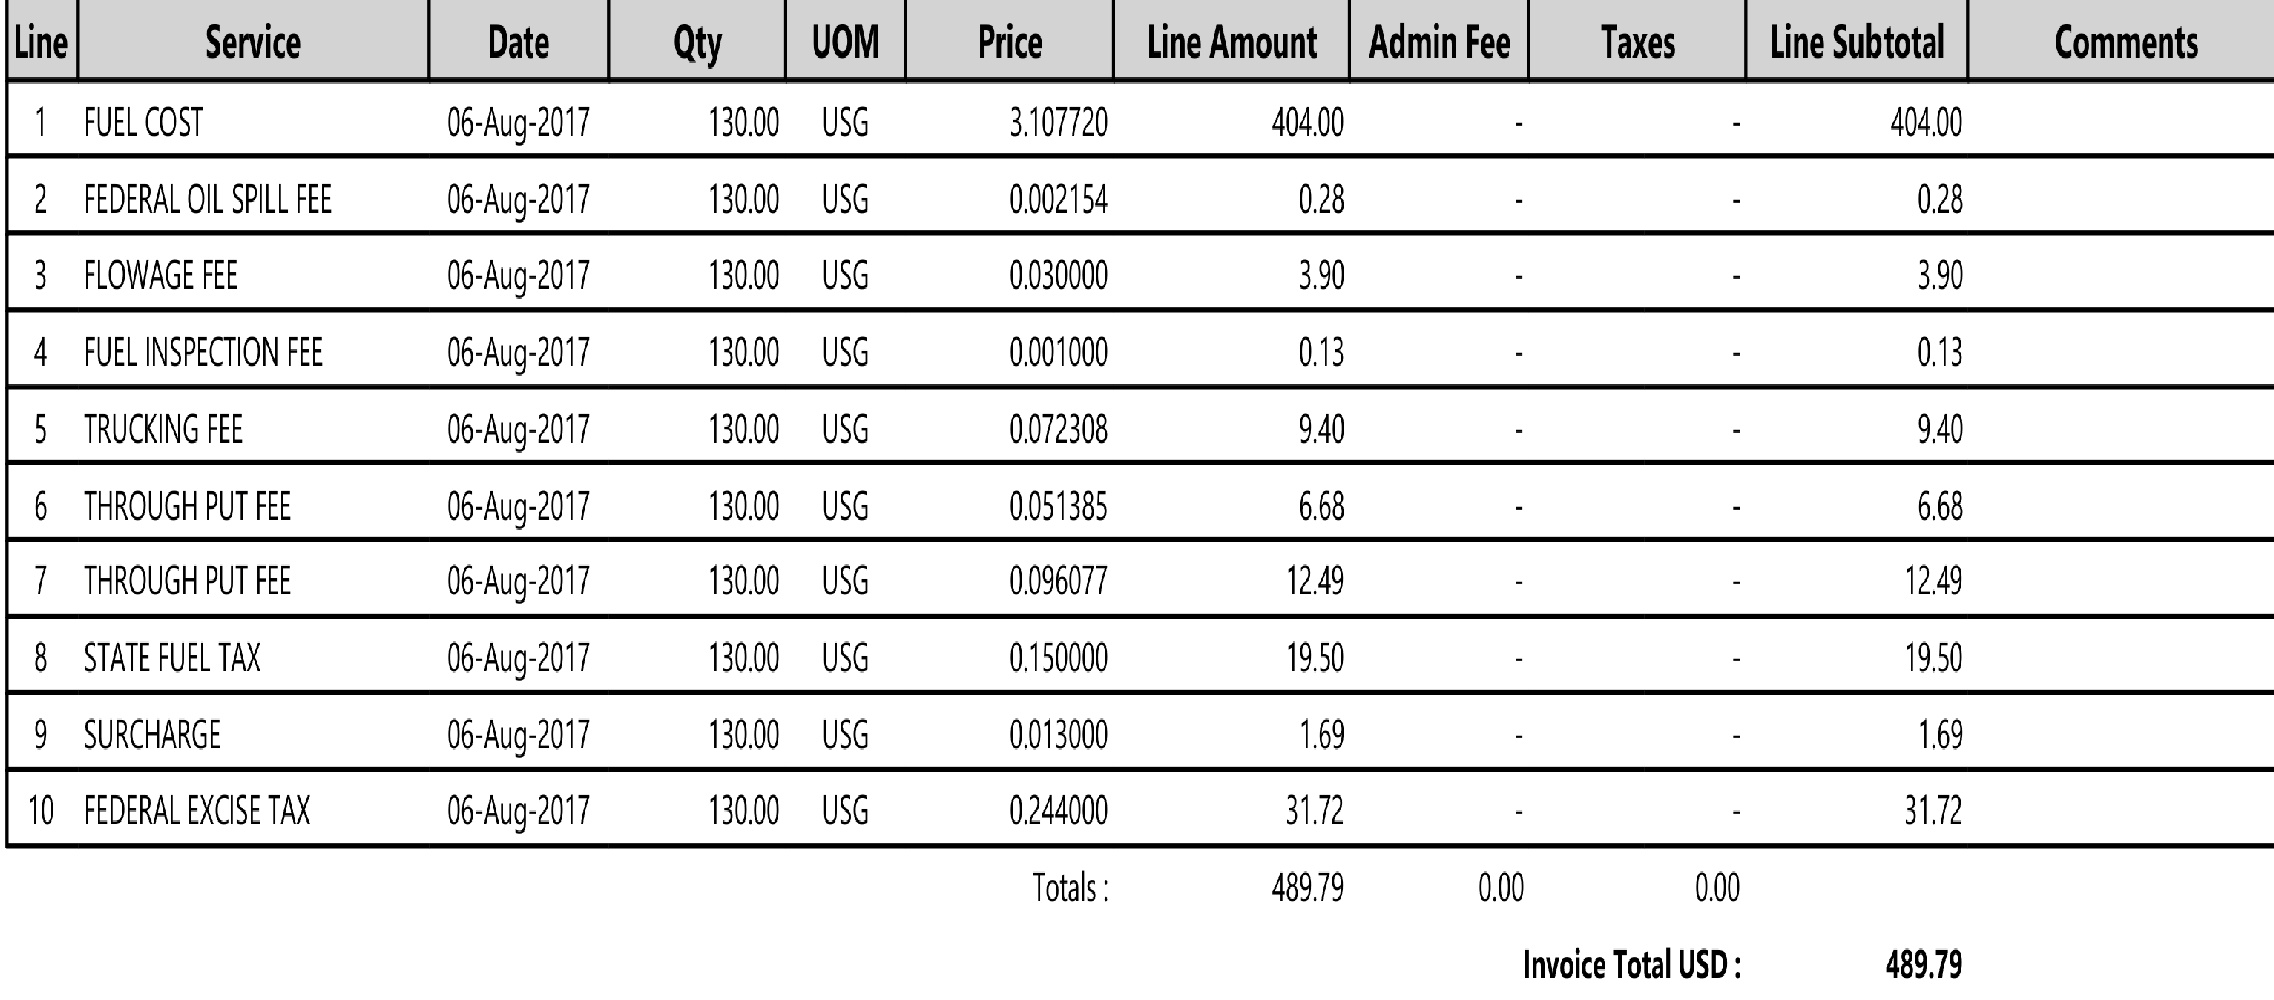 Line Service Date Qty UOM Price Line Amount Admin Fee Taxes Line Subtotal Comments
1 FUEL COST 06-Aug-2017 130.00 USG 3.107720 404.00 - - 404.00
2 FEDERAL OIL SPILL FEE 06-Aug-2017 130.00 USG 0.002154 0.28 - - 0.28
3 FLOWAGE FEE 06-Aug-2017 130.00 USG 0.030000 3.90 - - 3.90
4 FUEL INSPECTION FEE 06-Aug-2017 130.00 USG 0.001000 0.13 - - 0.13
5 TRUCKING FEE 06-Aug-2017 130.00 USG 0.072308 9.40 - - 9.40
6 THROUGH PUT FEE 06-Aug-2017 130.00 USG 0.051385 6.68 - - 6.68
7 THROUGH PUT FEE 06-Aug-2017 130.00 USG 0.096077 12.49 - - 12.49
8 STATE FUEL TAX 06-Aug-2017 130.00 USG 0.150000 19.50 - - 19.50
9 SURCHARGE 06-Aug-2017 130.00 USG 0.013000 1.69 - - 1.69
10 FEDERAL EXCISE TAX 06-Aug-2017 130.00 USG 0.244000 31.72 - - 31.72
Totals : 489.79 0.00 0.00
Invoice Total USD : 489.79